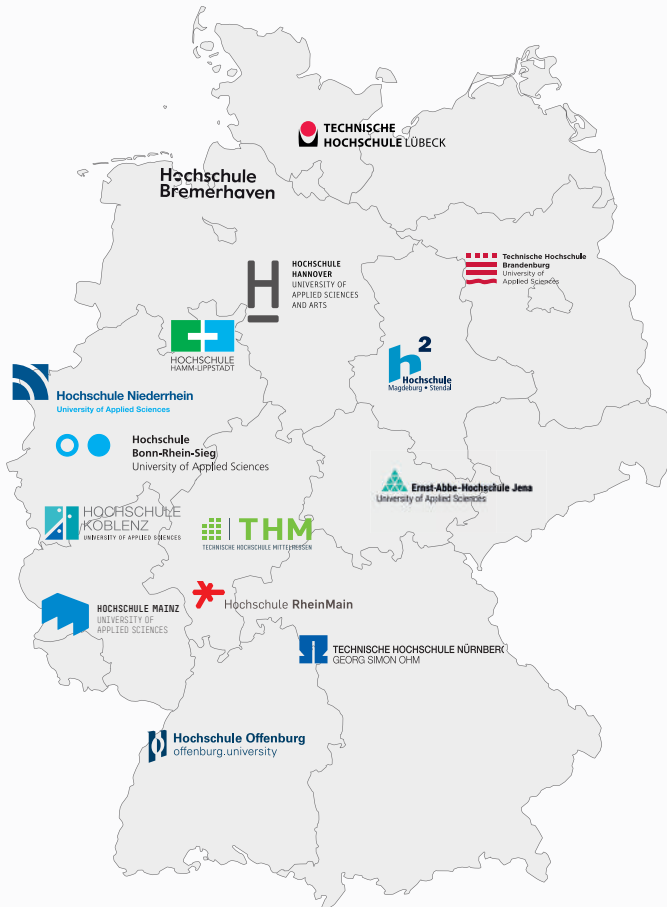 TECHNISCHE
HOCHSCHULE LÜBECK
Hochschule
Bremerhaven
HOCHSCHULE
HANNOVER
UNIVERSITY OF
APPLIED SCIENCES
AND ARTS
Technische Hochschule
Brandenburg
University of
Applied Sciences
HOCHSCHULE
HAMM-LIPPSTADT
h2
Hochschule
Magdeburg • Stendal
Hochschule Niederrhein
University of Applied Sciences
Hochschule
Bonn-Rhein-Sieg
University of Applied Sciences
Ernst-Abbe-Hochschule Jena
University of Applied Sciences
HOCHSCHULE
KOBLENZ
UNIVERSITY OF APPLIED SCIENCES
THM
TECHNISCHE HOCHSCHULE MITTELHESSEN
HOCHSCHULE MAINZ
UNIVERSITY OF
APPLIED SCIENCES
Hochschule RheinMain
TECHNISCHE HOCHSCHULE NÜRNBERG
GEORG SIMON OHM
Hochschule Offenburg
offenburg.university